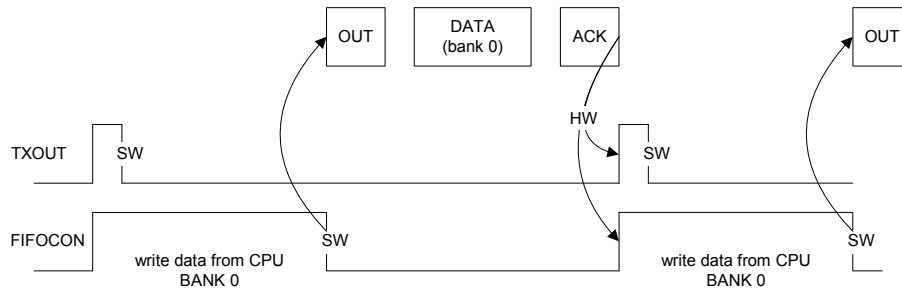 OUT
DATA
(bank 0)
ACK
OUT
HW
TXOUT
SW
SW
FIFOCON
SW
SW
write data from CPU
BANK 0
write data from CPU
BANK 0